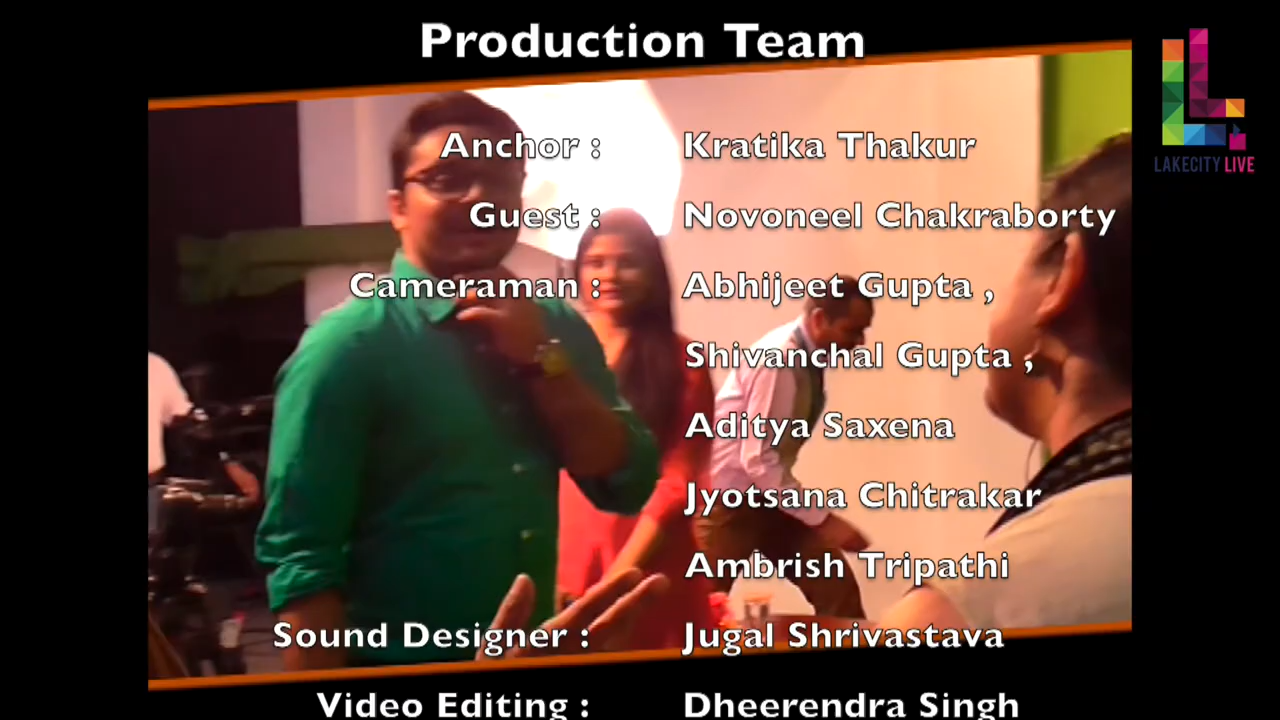 Production Team
Anchor : Kratika Thakur
Guest : Novoneel Chakraborty
Cameraman : Abhijeet Gupta ,
Shivanchal Gupta ,
Aditya Saxena
Jyotsana Chitrakar
Ambrish Tripathi
Sound Designer : Jugal Shrivastava
Video Editing : Dheerendra Singh
LAKECITY LIVE